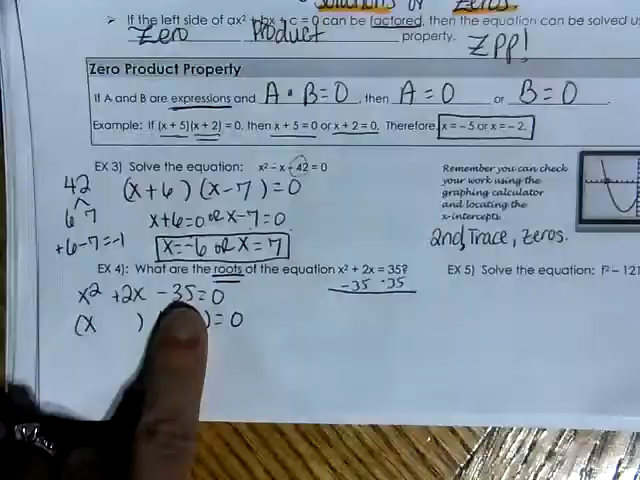 Solutions or Zeros.
If the left side of ax² + bx + c = 0 can be factored, then the equation can be solved
Zero Product property. ZPP!
Zero Product Property
If A and B are expressions and A • B = 0, then A = 0 or B = 0.
Example: If (x + 5)(x + 2) = 0, then x + 5 = 0 or x + 2 = 0. Therefore, x = – 5 or x = – 2.
EX 3) Solve the equation: x² – x – 42 = 0
42 (x+6)(x-7)=0
6 7 x+6=0 or x-7=0
+6-7=-1 x=-6 or x=7
Remember you can check
your work using the
graphing calculator
and locating the
x-intercepts.
2nd, Trace, Zeros.
EX 4): What are the roots of the equation x² + 2x = 35?
-35 -35
x² +2x -35=0
(x ) )=0
EX 5) Solve the equation: